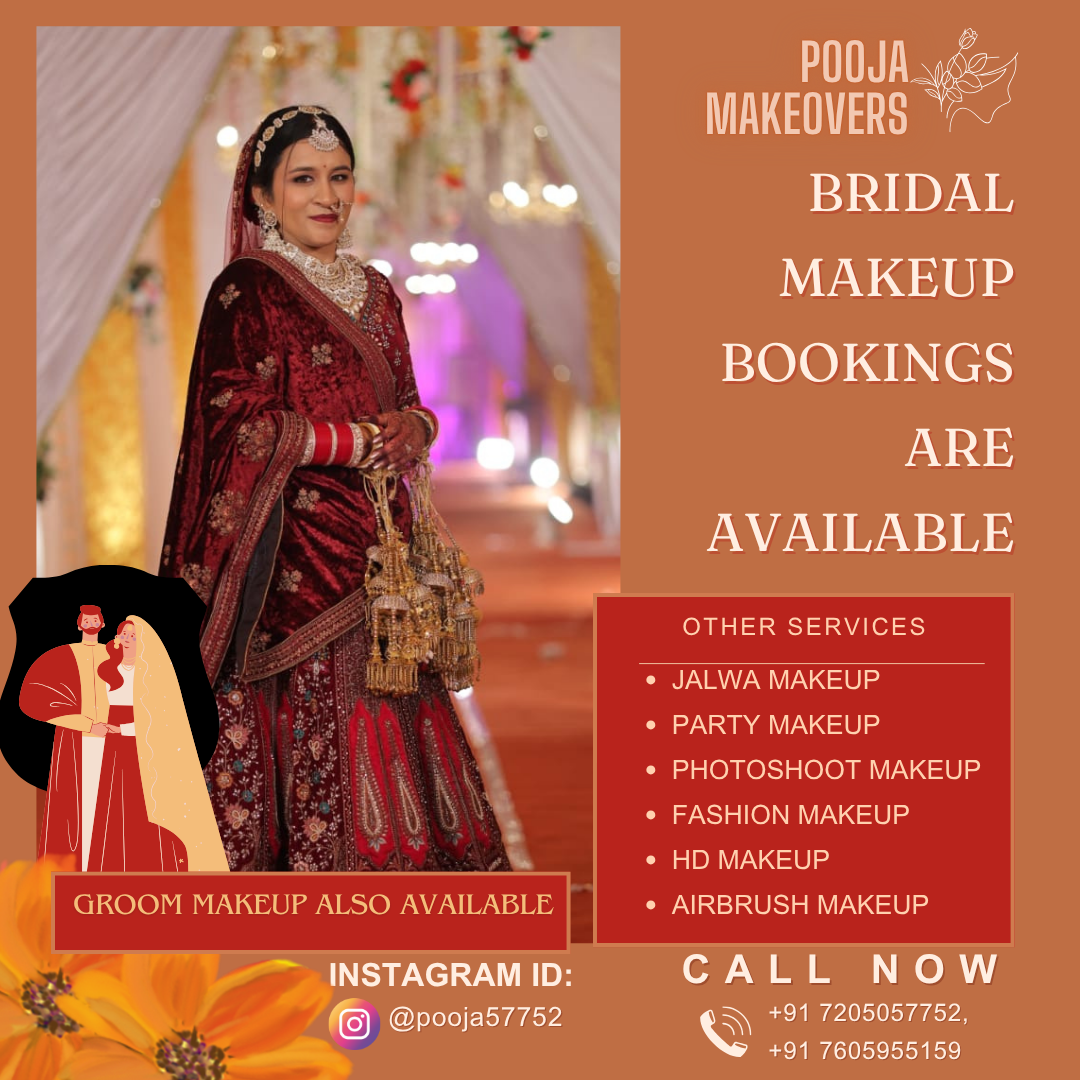 POOJA
MAKEOVERS
BRIDAL
MAKEUP
BOOKINGS
ARE
AVAILABLE
OTHER SERVICES
• JALWA MAKEUP
• PARTY MAKEUP
• PHOTOSHOOT MAKEUP
• FASHION MAKEUP
• HD MAKEUP
• AIRBRUSH MAKEUP
GROOM MAKEUP ALSO AVAILABLE
INSTAGRAM ID:
@pooja57752
CALL NOW
+91 7205057752,
+91 7605955159